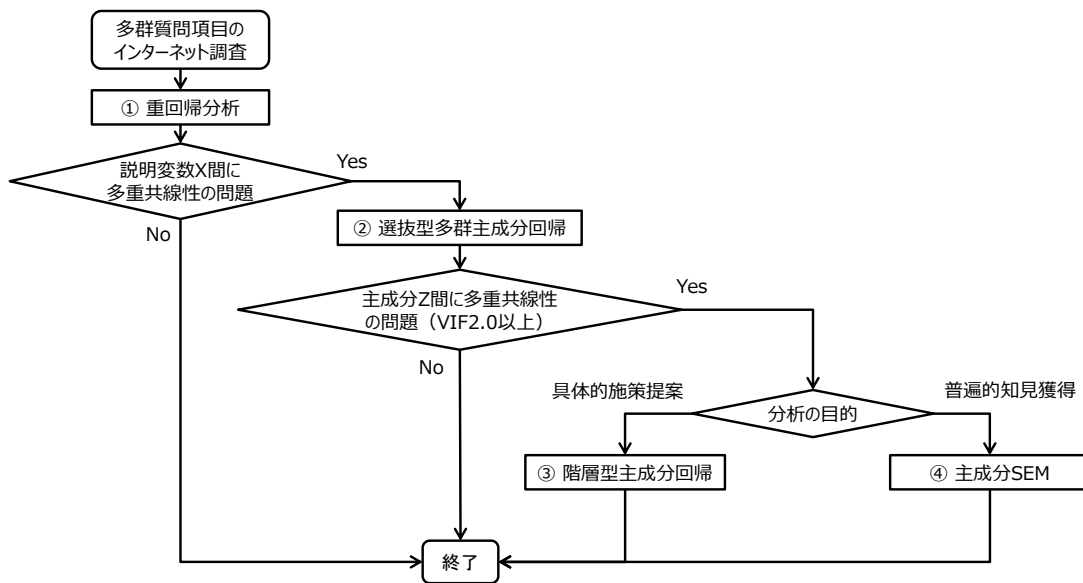 多群質問項目の
インターネット調査
① 重回帰分析
説明変数X間に
多重共線性の問題
Yes
No
② 選抜型多群主成分回帰
主成分Z間に多重共線性
の問題（VIF2.0以上）
Yes
No
具体的施策提案
普遍的知見獲得
分析の目的
③ 階層型主成分回帰
④ 主成分SEM
終了